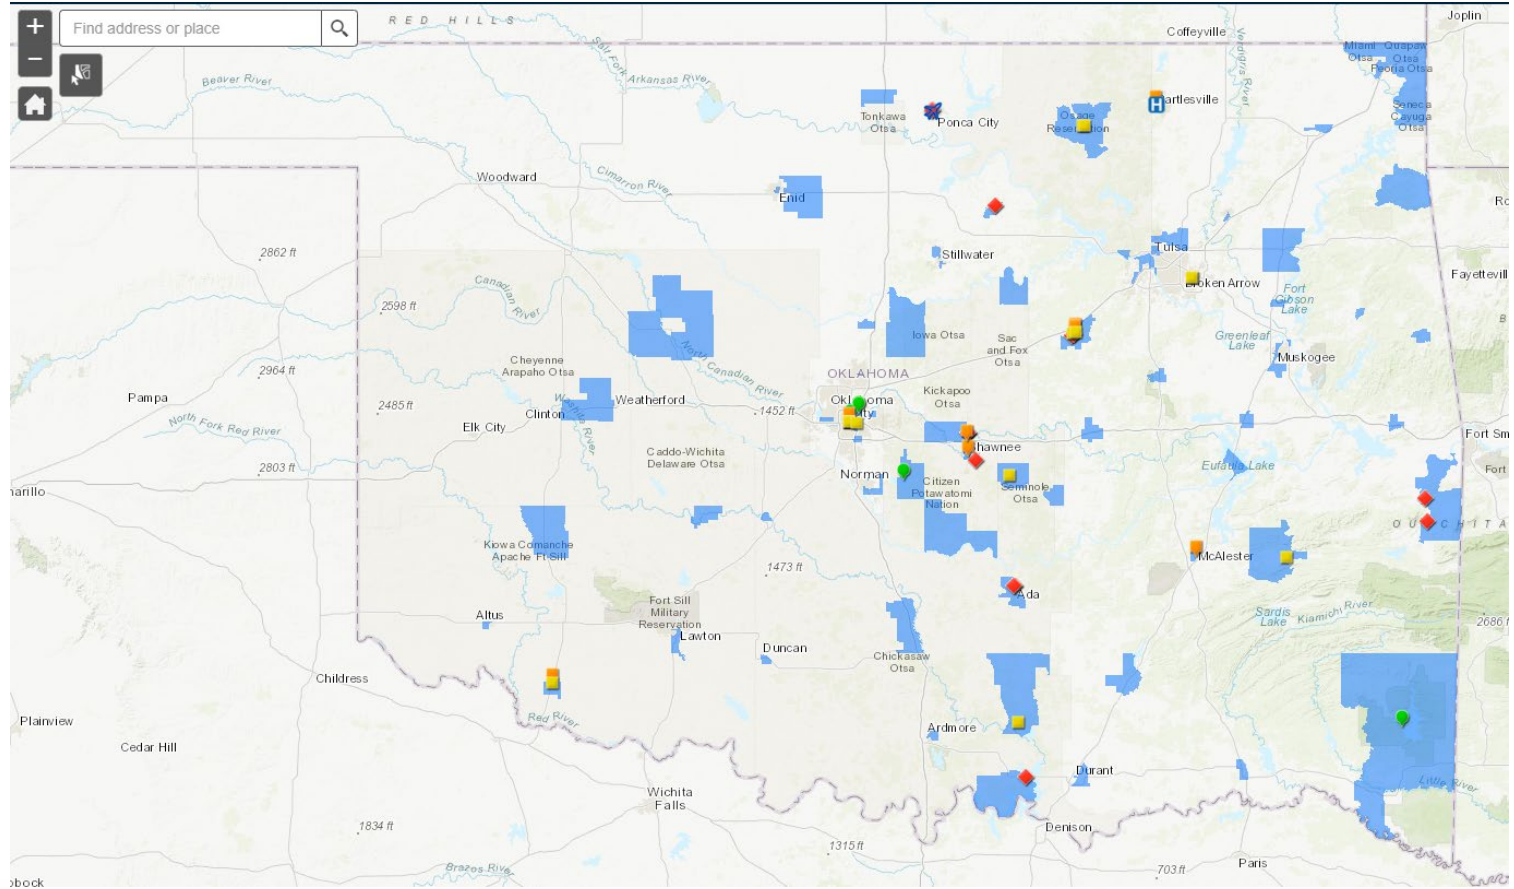 +
Find address or place
−
RED HILLS
Joplin
Coffeyville
Verdigris River
Miami
Otsa
Quapaw
Otsa
Peoria Otsa
Salt Fork Arkansas River
Beaver River
Tonkawa
Otsa
Ponca City
Osage
Reservation
H
Bartlesville
Seneca
Cayuga
Otsa
Woodward
Cimarron River
Enid
Ro
2862 ft
Stillwater
Tulsa
Fayettevill
Canadian River
Broken Arrow
Fort
Gibson
Lake
2598 ft
B
Iowa Otsa
Sac
and Fox
Otsa
Greenleaf
Lake
Muskogee
Cheyenne
Arapaho Otsa
North Canadian River
2964 ft
OKLAHOMA
Kickapoo
Otsa
Pampa
2485 ft
Clinton
Washita River
Weatherford
1452 ft
Oklahoma
City
North Fork Red River
Elk City
Fort Sm
Shawnee
Caddo-Wichita
Delaware Otsa
2803 ft
Norman
Citizen
Potawatomi
Nation
Seminole
Otsa
Eufaula Lake
Fort
narillo
OUACHITA
Kiowa Comanche
Apache Ft Sill
McAlester
1473 ft
Fort Sill
Military
Reservation
Ada
Altus
Lawton
Sardis
Lake
Kiamichi River
2686 f
Duncan
Chickasaw
Otsa
Childress
Red River
Plainview
Cedar Hill
Ardmore
Durant
Little River
Wichita
Falls
1834 ft
Denison
1315 ft
Brazos River
703 ft
Paris
bbock